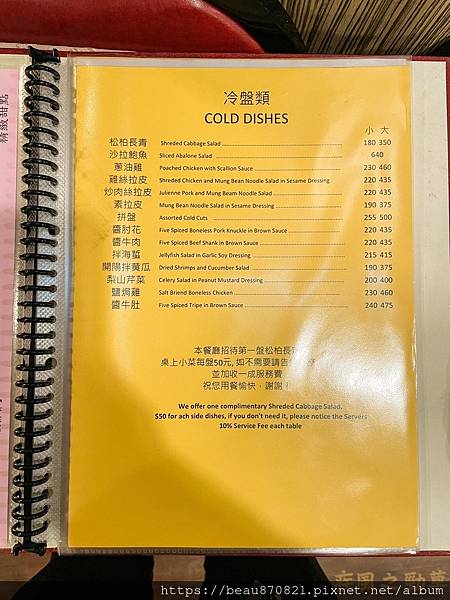 精緻甜點
冷盤類
COLD DISHES
小 大
松柏長青 Shredded Cabbage Salad 180 350
沙拉鮑魚 Sliced Abalone Salad 640
蔥油雞 Poached Chicken with Scallion Sauce 230 460
雞絲拉皮 Shredded Chicken and Mung Bean Noodle Salad in Sesame Dressing 220 435
炒肉絲拉皮 Julienne Pork and Mung Beam Noodle Salad 220 435
素拉皮 Mung Bean Noodle Salad in Sesame Dressing 190 375
拼盤 Assorted Cold Cuts 255 500
醬肘花 Five Spiced Boneless Pork Knuckle in Brown Sauce 220 435
醬牛肉 Five Spiced Beef Shank in Brown Sauce 220 435
拌海蜇 Jellyfish Salad in Garlic Soy Dressing 215 415
開陽拌黃瓜 Dried Shrimps and Cucumber Salad 190 375
梨山芹菜 Celery Salad in Peanut Mustard Dressing 200 400
鹽焗雞 Salt Briend Boneless Chicken 230 460
醬牛肚 Five Spiced Tripe in Brown Sauce 240 475
本餐廳招待第一盤松柏長
桌上小菜每盤50元, 如不需要請告
並加收一成服務費
祝您用餐愉快，謝謝！
We offer one complimentary Shredded Cabbage Salad.
$50 for ach side dishes, if you don't need it, please notice the Servers
10% Service Fee each table
https://beau870821.pixnet.net/album